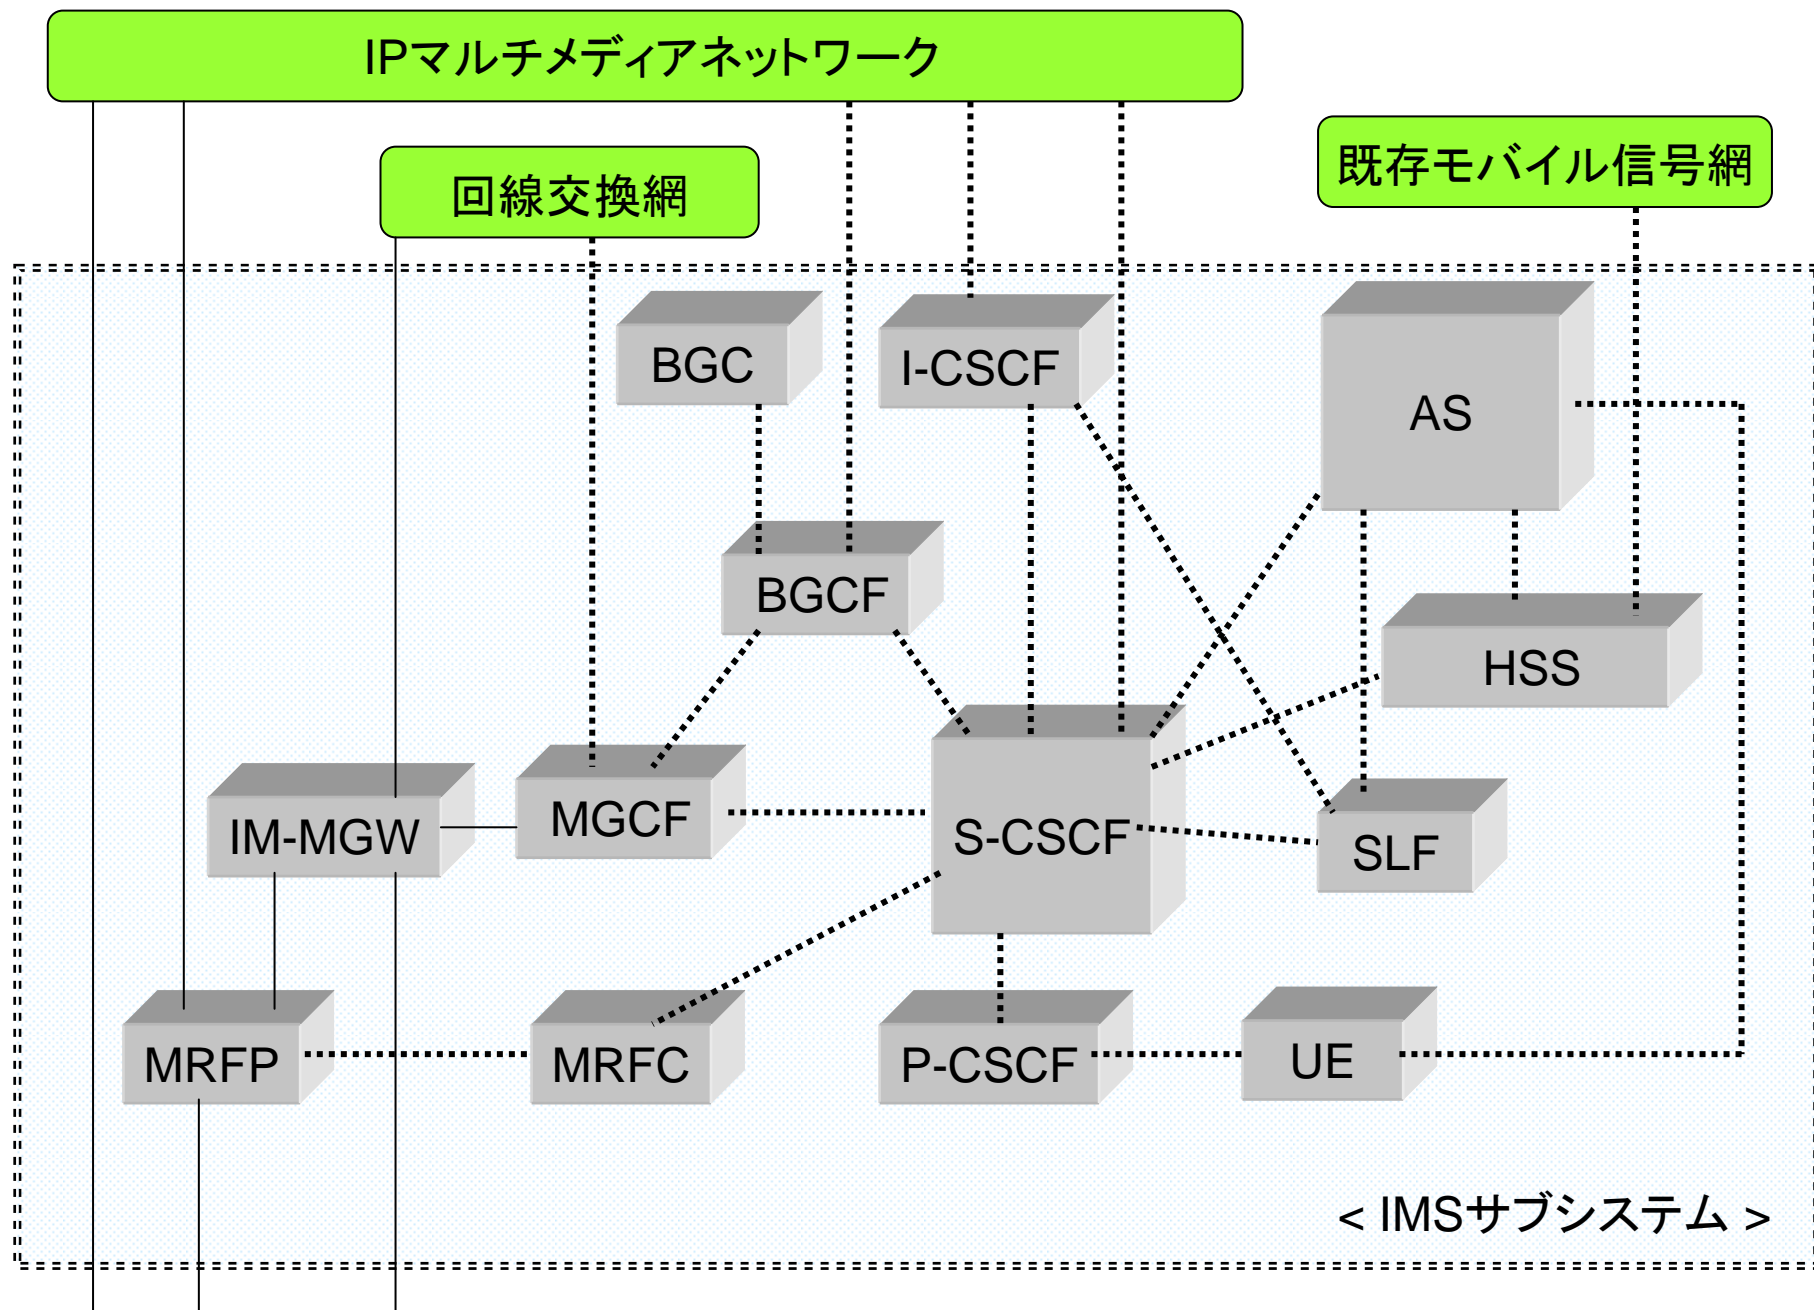 IPマルチメディアネットワーク
回線交換網
既存モバイル信号網
BGC
I-CSCF
AS
BGCF
HSS
IM-MGW
MGCF
S-CSCF
SLF
MRFP
MRFC
P-CSCF
UE
< IMSサブシステム >